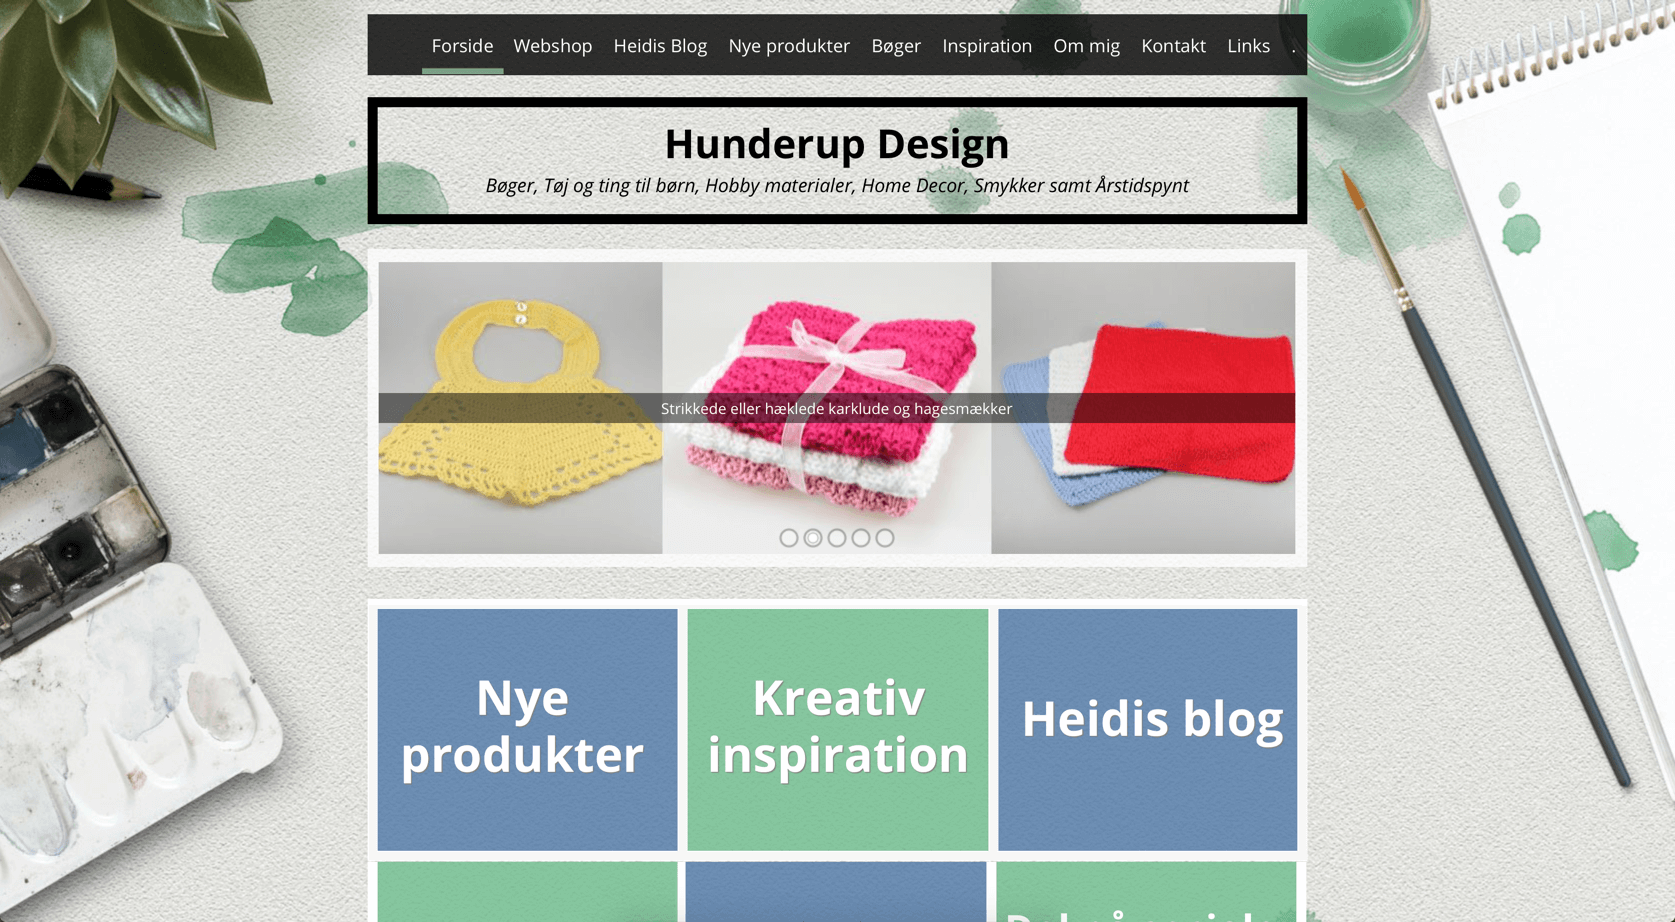 Forside Webshop Heidis Blog Nye produkter Bøger Inspiration Om mig Kontakt Links .
Hunderup Design
Bøger, Tøj og ting til børn, Hobby materialer, Home Decor, Smykker samt Årstidspynt
Strikkede eller hæklede karklude og hagesmækker
Nye
produkter
Kreativ
inspiration
Heidis blog